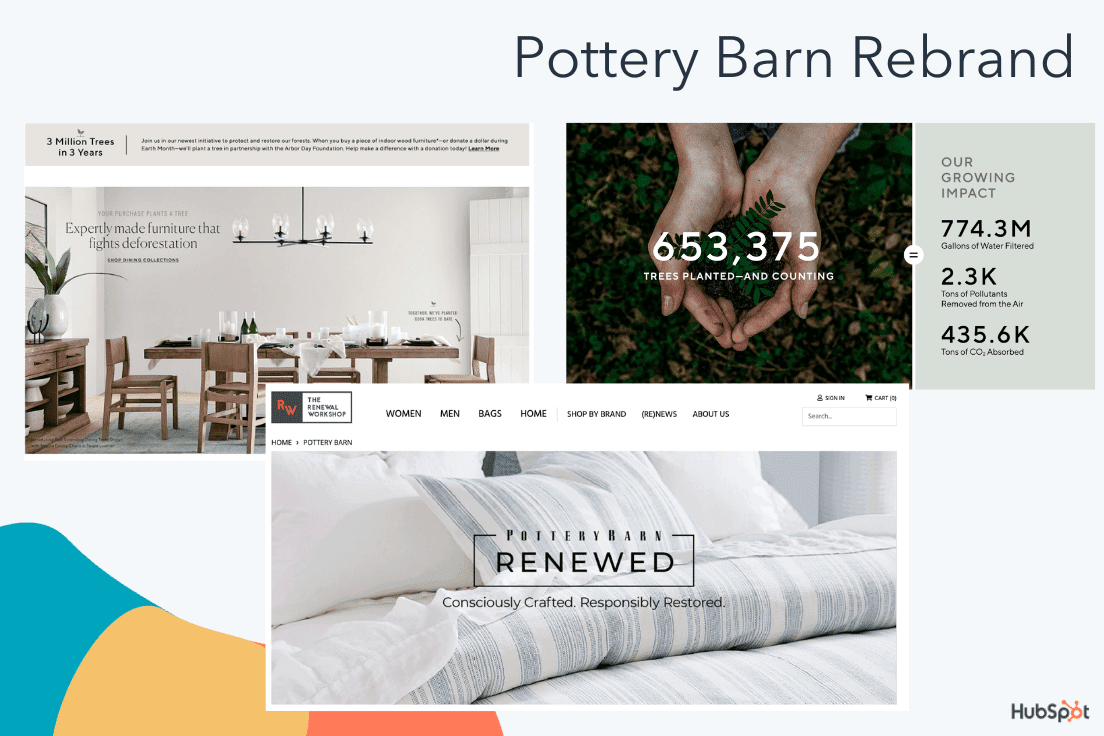 Pottery Barn Rebrand
3 Million Trees
in 3 Years
Join us in our newest initiative to protect and restore our forests. When you buy a piece of indoor wood furniture*—or donate a dollar during
Earth Month—we'll plant a tree in partnership with the Arbor Day Foundation. Help make a difference with a donation today! Learn More
YOUR PURCHASE PLANTS A TREE
Expertly made furniture that
fights deforestation
SHOP DINING COLLECTIONS
TOGETHER, WE'VE PLANTED
TREES TO DATE
653,375
TREES PLANTED—AND COUNTING
=
OUR
GROWING
IMPACT
774.3M
Gallons of Water Filtered
2.3K
Tons of Pollutants
Removed from the Air
435.6K
Tons of CO₂ Absorbed
RW
THE
RENEWAL
WORKSHOP
WOMEN MEN BAGS HOME SHOP BY BRAND (RE)NEWS ABOUT US
SIGN IN CART (0)
Search...
HOME › POTTERY BARN
POTTERY BARN
RENEWED
Consciously Crafted. Responsibly Restored.
HubSpot